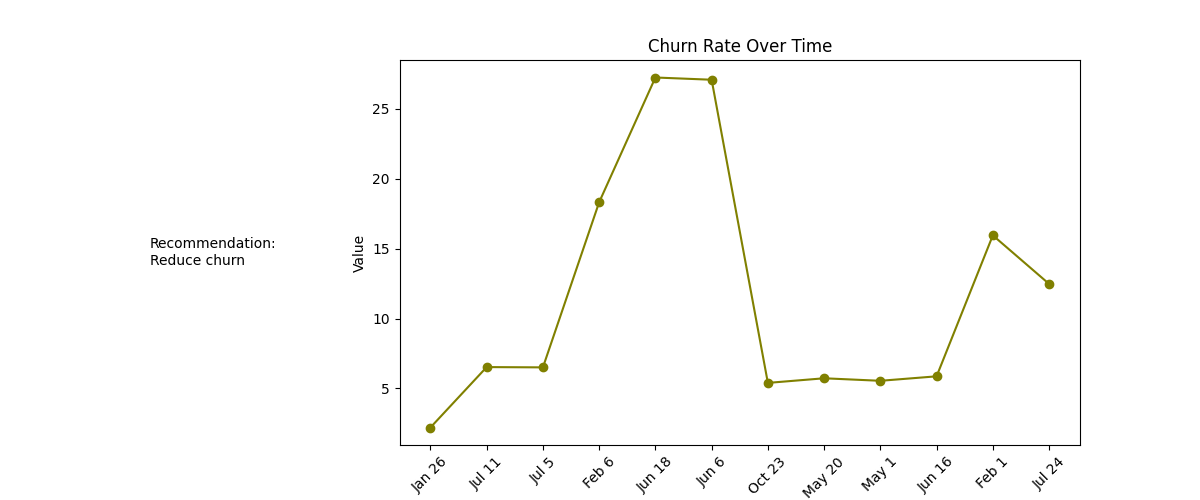 Churn Rate Over Time
Recommendation:
Reduce churn
Value
25
20
15
10
5
Jan 26
Jul 11
Jul 5
Feb 6
Jun 18
Jun 6
Oct 23
May 20
May 1
Jun 16
Feb 1
Jul 24